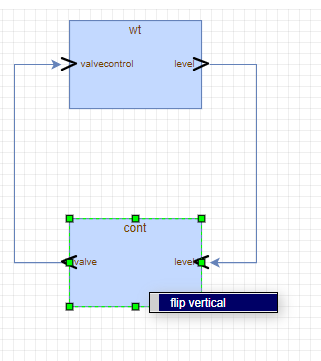 wt
valvecontrol level
cont
valve level
flip vertical